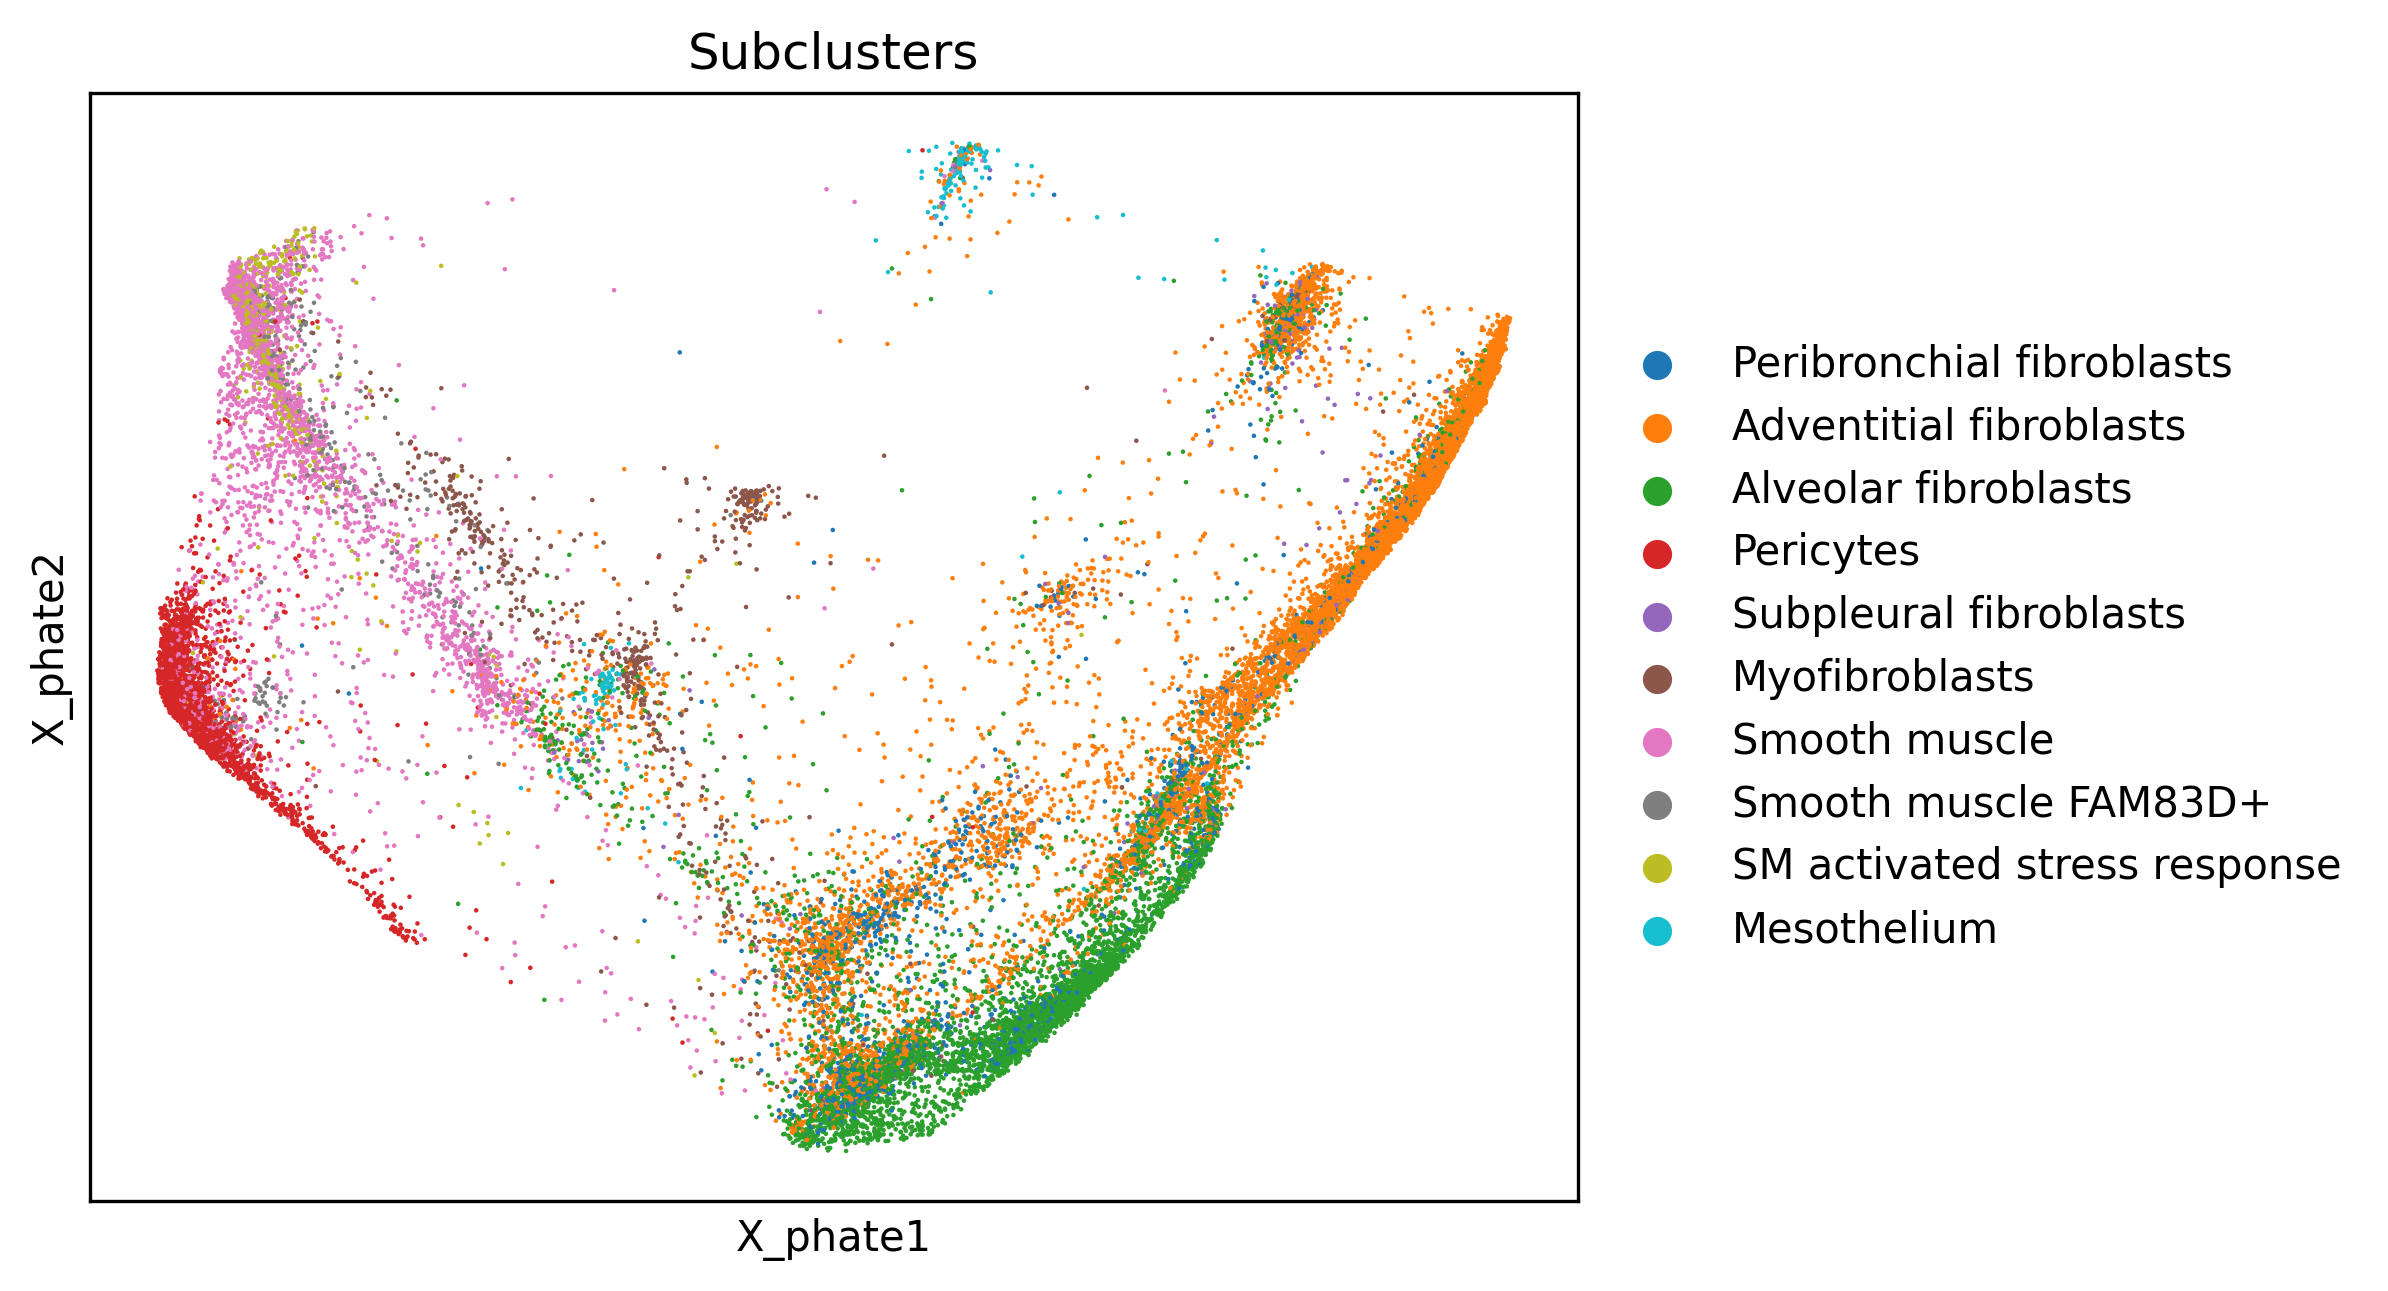 Subclusters
X_phate2
X_phate1
Peribronchial fibroblasts
Adventitial fibroblasts
Alveolar fibroblasts
Pericytes
Subpleural fibroblasts
Myofibroblasts
Smooth muscle
Smooth muscle FAM83D+
SM activated stress response
Mesothelium